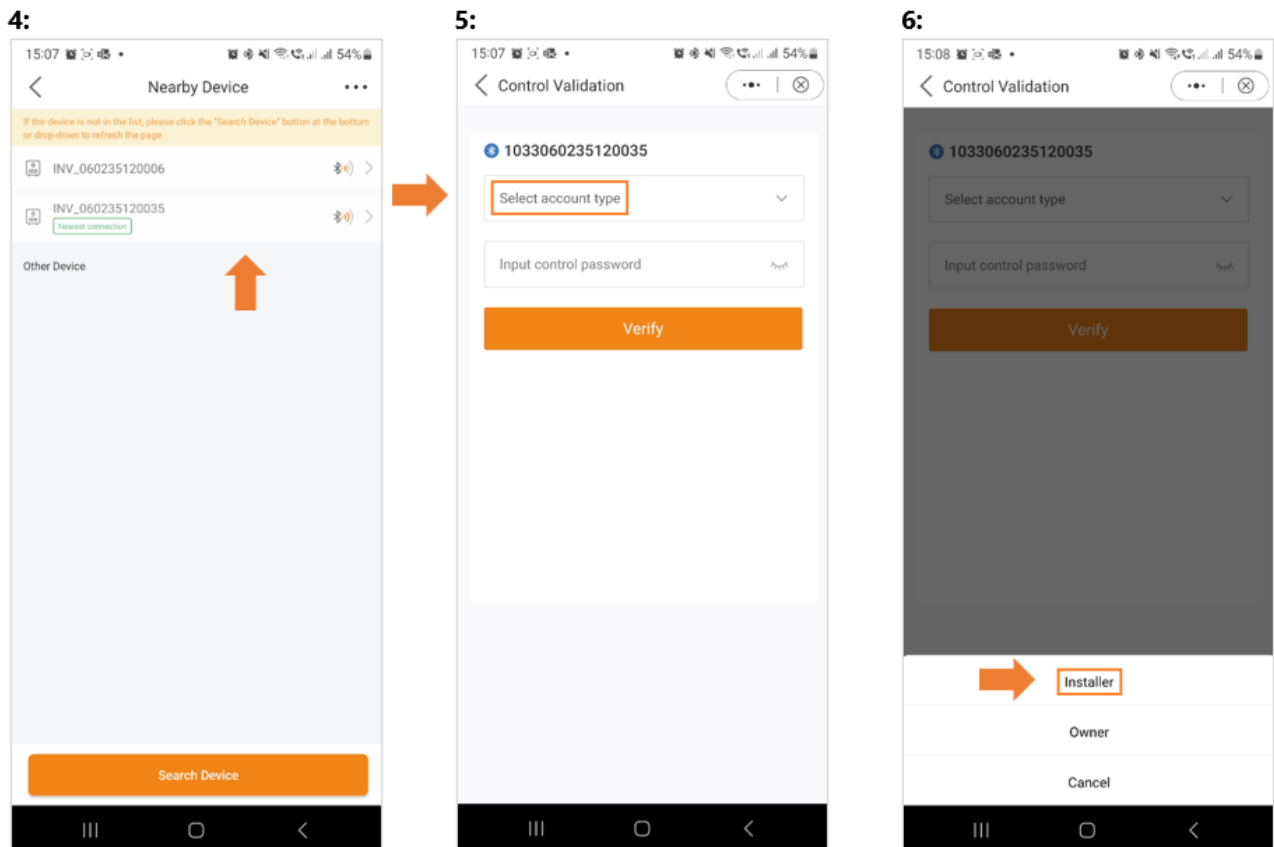 4:
15:07 54%
Nearby Device
If the device is not in the list, please click the "Search Device" button at the bottom
or drop-down to refresh the page
INV_060235120006
INV_060235120035
Nearest connection
Other Device
Search Device
5:
15:07 54%
Control Validation
1033060235120035
Select account type
Input control password
Verify
6:
15:08 54%
Control Validation
1033060235120035
Select account type
Input control password
Verify
Installer
Owner
Cancel